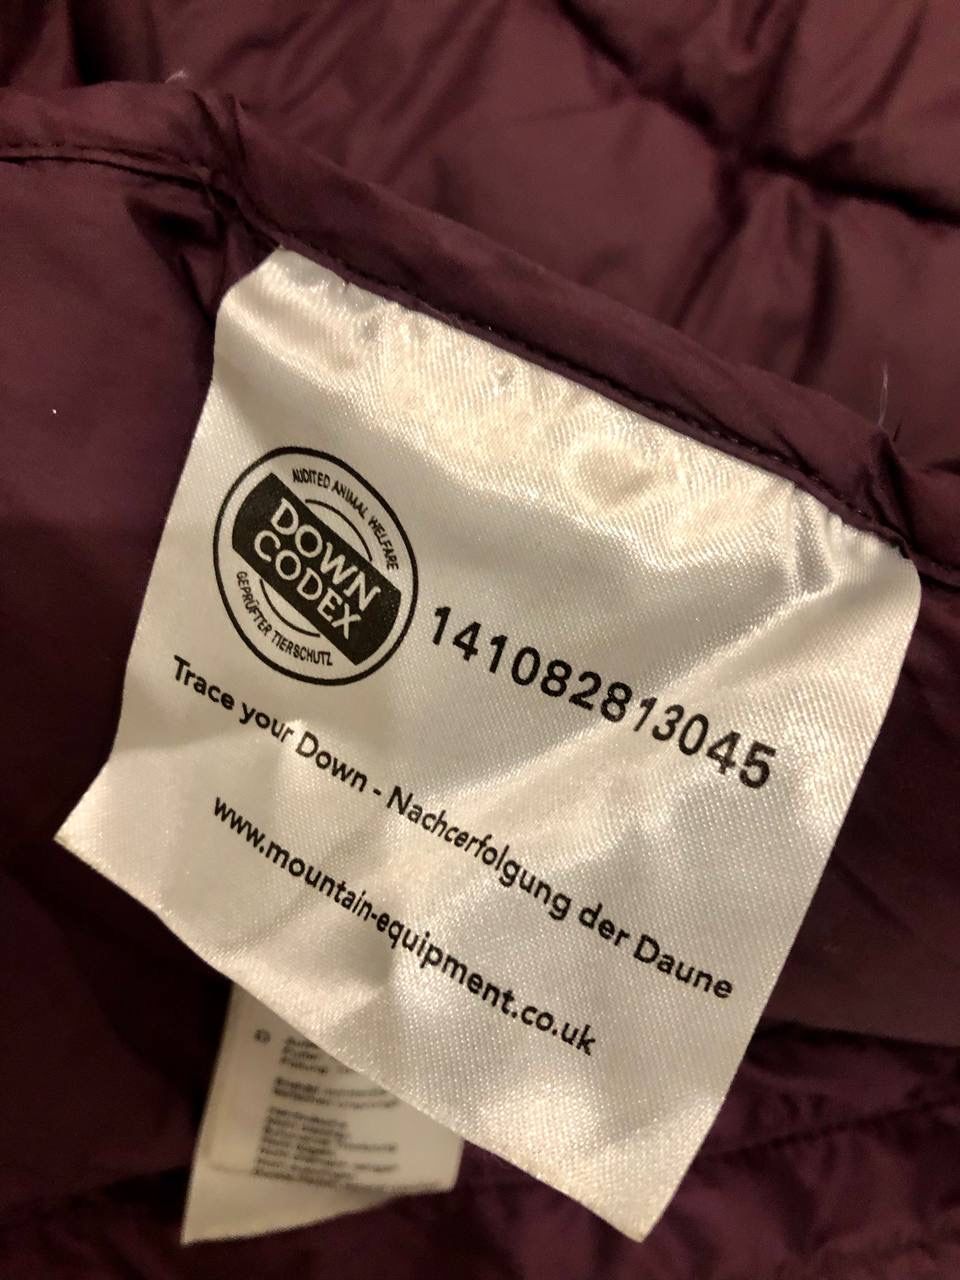 AUDITED ANIMAL WELFARE
DOWN
CODEX
GEPRÜFTER TIERSCHUTZ
141082813045
Trace your Down - Nachcerfolgung der Daune
www.mountain-equipment.co.uk